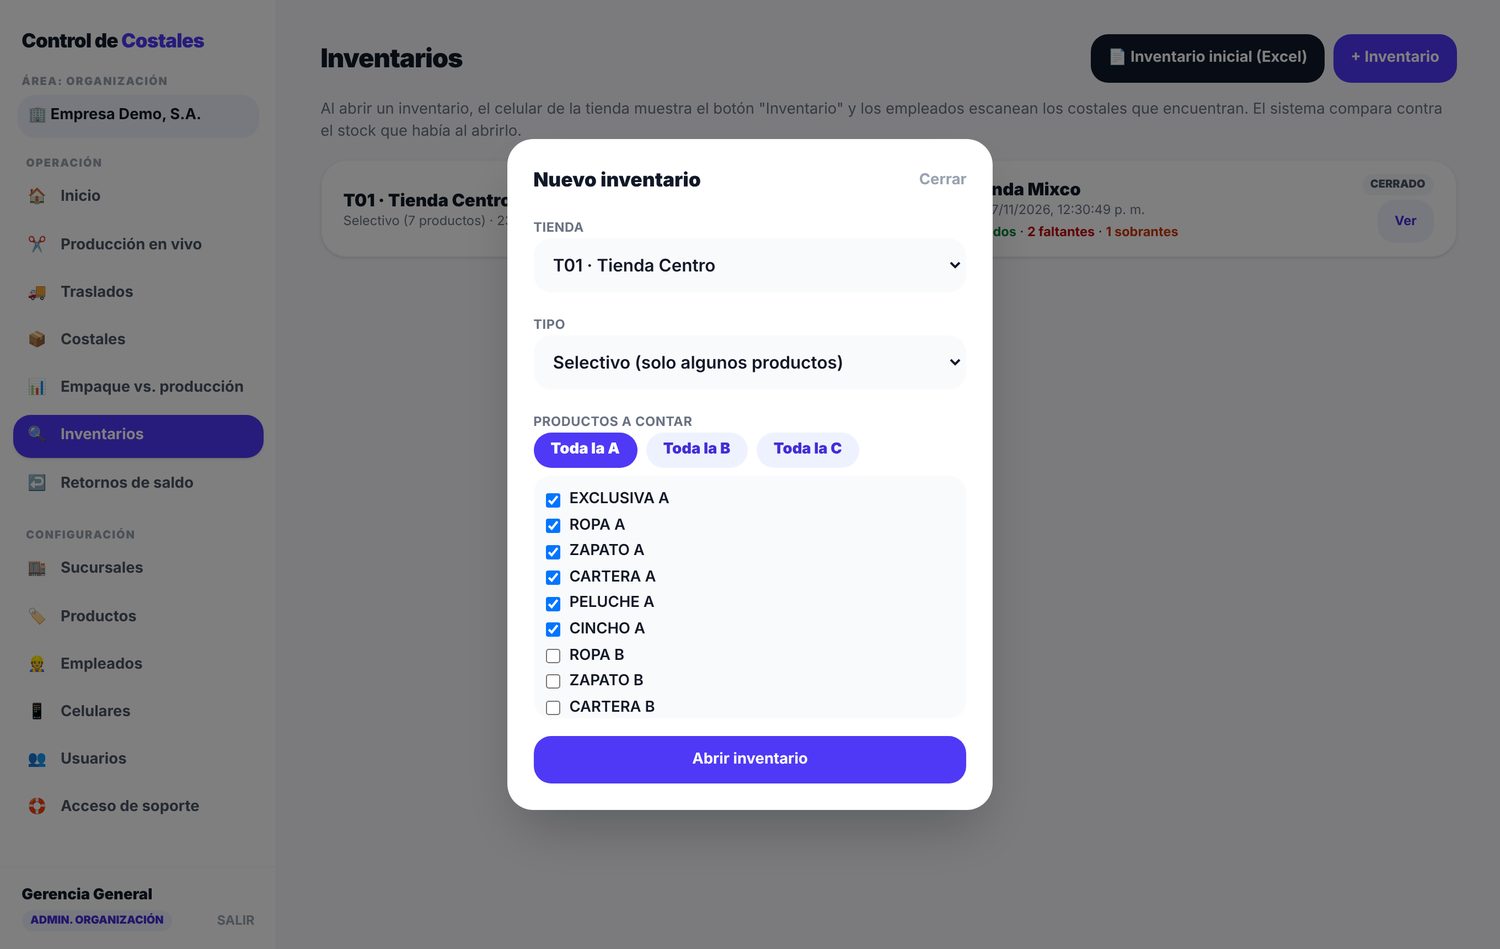 Control de Costales
ÁREA: ORGANIZACIÓN
Empresa Demo, S.A.
OPERACIÓN
Inicio
Producción en vivo
Traslados
Costales
Empaque vs. producción
Inventarios
Retornos de saldo
CONFIGURACIÓN
Sucursales
Productos
Empleados
Celulares
Usuarios
Acceso de soporte
Gerencia General
ADMIN. ORGANIZACIÓN
SALIR
Inventarios
Inventario inicial (Excel)
+ Inventario
Al abrir un inventario, el celular de la tienda muestra el botón "Inventario" y los empleados escanean los costales que encuentran. El sistema compara contra
el stock que había al abrirlo.
T01 · Tienda Centro
Selectivo (7 productos) ·
Mixco
CERRADO
7/11/2026, 12:30:49 p. m.
· 2 faltantes · 1 sobrantes
Ver
Nuevo inventario
Cerrar
TIENDA
T01 · Tienda Centro
TIPO
Selectivo (solo algunos productos)
PRODUCTOS A CONTAR
Toda la A
Toda la B
Toda la C
EXCLUSIVA A
ROPA A
ZAPATO A
CARTERA A
PELUCHE A
CINCHO A
ROPA B
ZAPATO B
CARTERA B
Abrir inventario